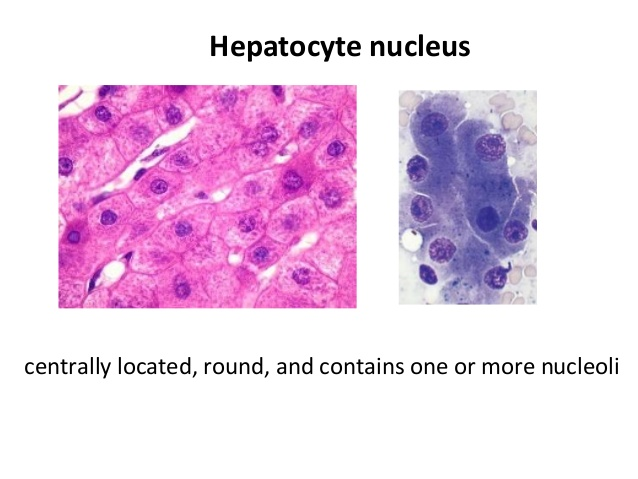 Hepatocyte nucleus
centrally located, round, and contains one or more nucleoli